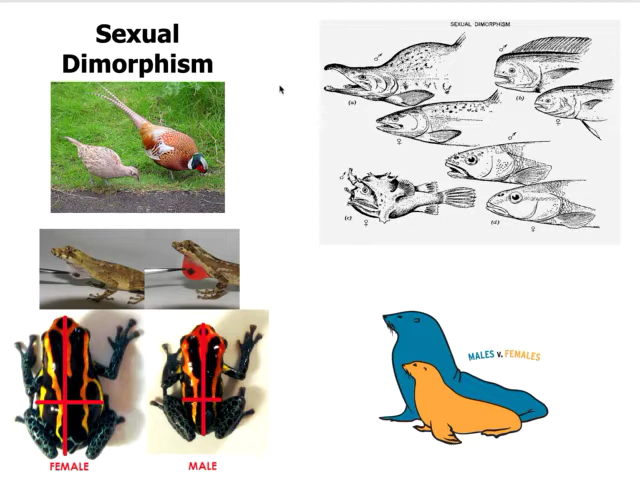 Sexual
Dimorphism
SEXUAL DIMORPHISM
♂
(a)
♂
(b)
♀
♀
♂
(c)
♀
(d)
♀
MALES v. FEMALES
FEMALE
MALE